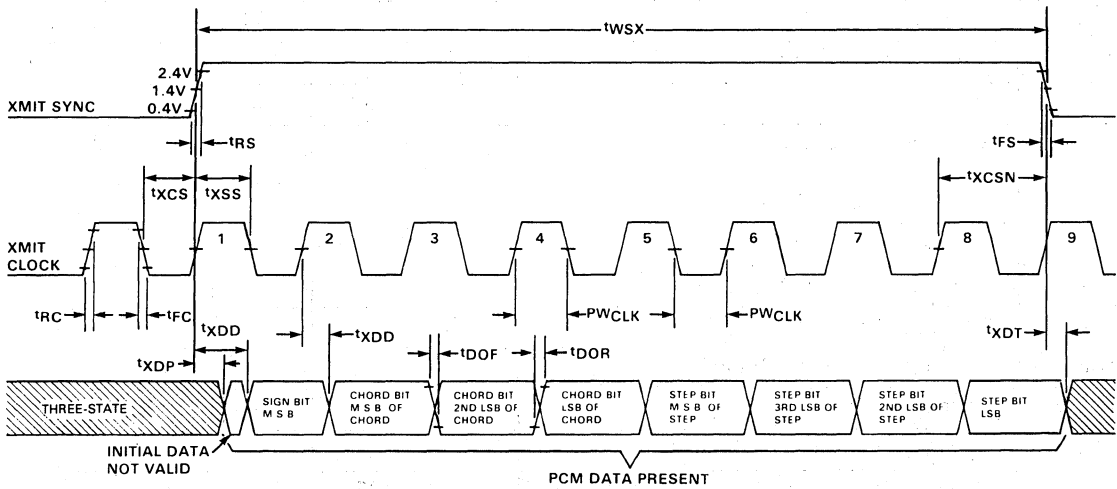 tWSX
2.4V
1.4V
XMIT SYNC 0.4V
tRS
tFS
tXCS tXSS
tXCSN
XMIT
CLOCK
1 2 3 4 5 6 7 8 9
tRC tFC
tXDD
tXDD
PWCLK
PWCLK
tXDT
tXDP
tDOF
tDOR
THREE-STATE
SIGN BIT
M S B
CHORD BIT
M S B OF
CHORD
CHORD BIT
2ND LSB OF
CHORD
CHORD BIT
LSB OF
CHORD
STEP BIT
M S B OF
STEP
STEP BIT
3RD LSB OF
STEP
STEP BIT
2ND LSB OF
STEP
STEP BIT
LSB
INITIAL DATA
NOT VALID
PCM DATA PRESENT